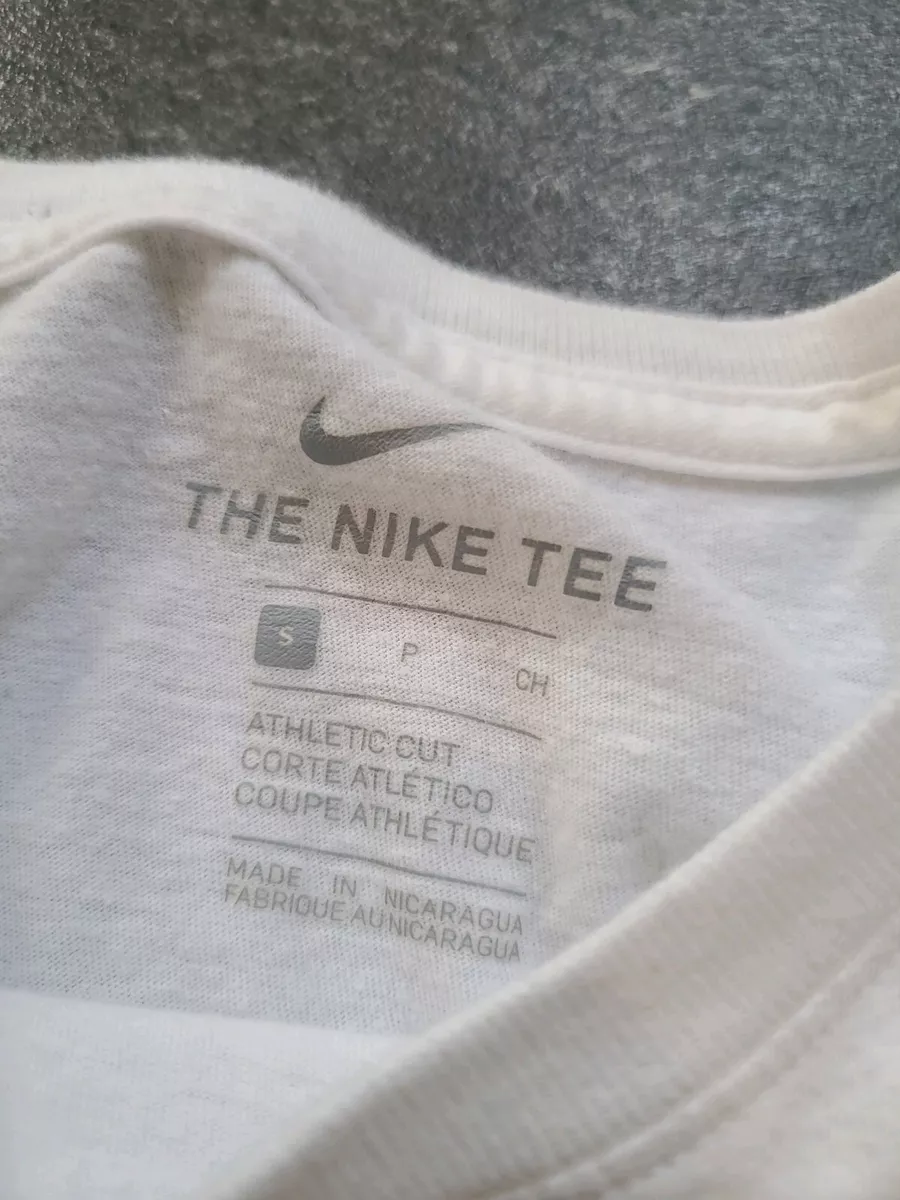 THE NIKE TEE
S P CH
ATHLETIC CUT
CORTE ATLÉTICO
COUPE ATHLÉTIQUE
MADE IN NICARAGUA
FABRIQUE AU NICARAGUA